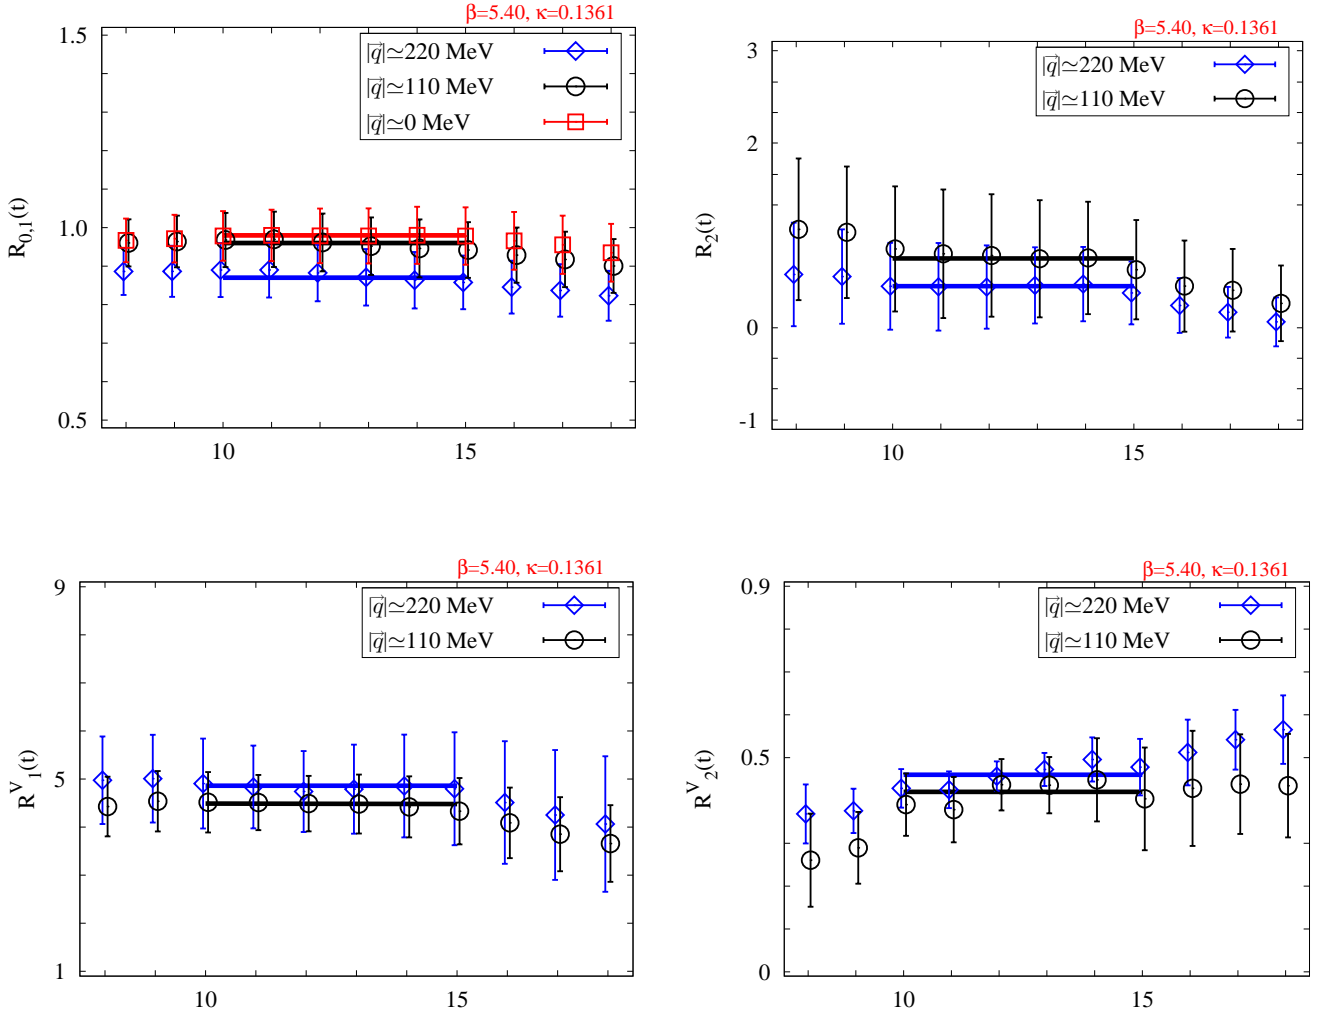 β=5.40, κ=0.1361
1.5
|q⃗|≃220 MeV
|q⃗|≃110 MeV
|q⃗|≃0 MeV
1.0
0.5
10
15
R0,1(t)
β=5.40, κ=0.1361
3
|q⃗|≃220 MeV
|q⃗|≃110 MeV
2
0
-1
10
15
R2(t)
β=5.40, κ=0.1361
9
|q⃗|≃220 MeV
|q⃗|≃110 MeV
5
1
10
15
RV1(t)
β=5.40, κ=0.1361
0.9
|q⃗|≃220 MeV
|q⃗|≃110 MeV
0.5
0
10
15
RV2(t)